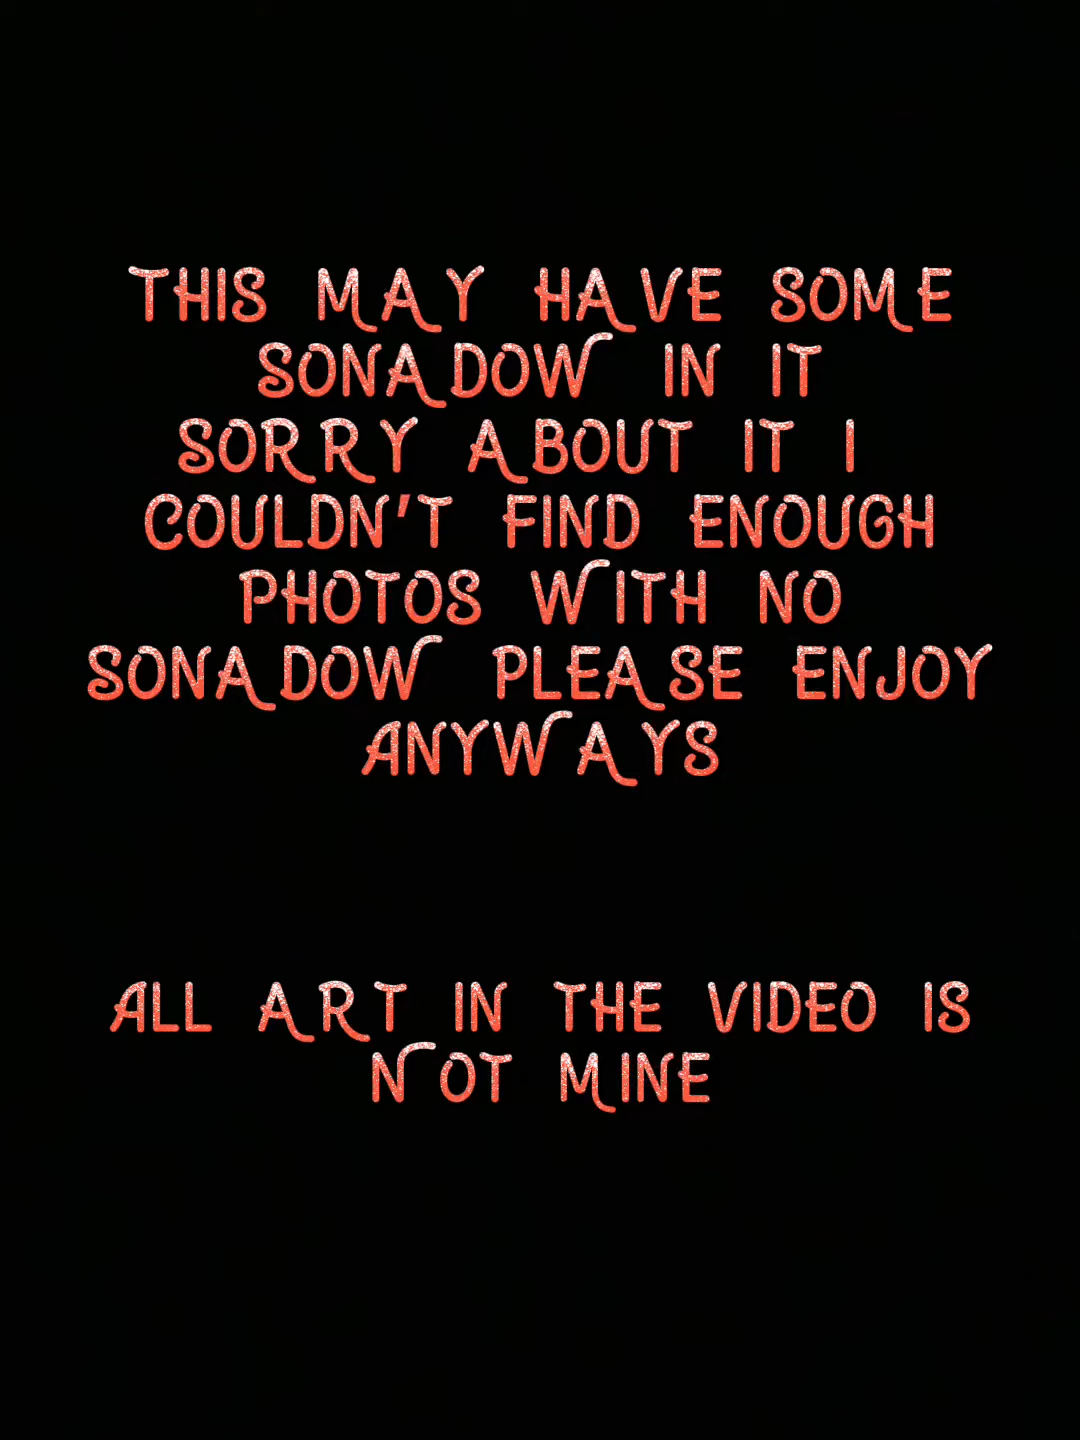 THIS MAY HAVE SOME
SONADOW IN IT
SORRY ABOUT IT I
COULDN'T FIND ENOUGH
PHOTOS WITH NO
SONADOW PLEASE ENJOY
ANYWAYS
ALL ART IN THE VIDEO IS
NOT MINE